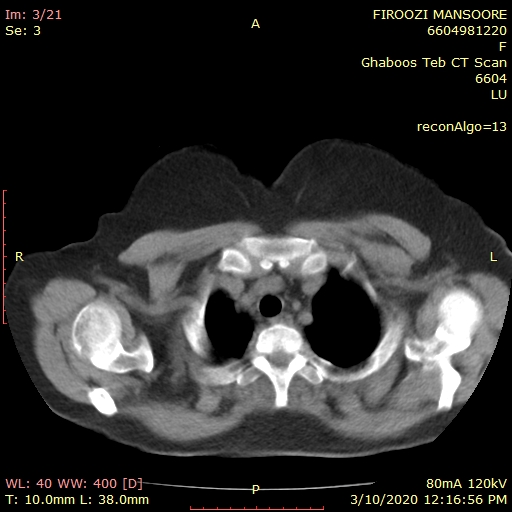 Im: 3/21
Se: 3
A
FIROOZI MANSOORE
6604981220
F
Ghaboos Teb CT Scan
6604
LU
reconAlgo=13
R
L
WL: 40 WW: 400 [D]
T: 10.0mm L: 38.0mm
P
80mA 120kV
3/10/2020 12:16:56 PM